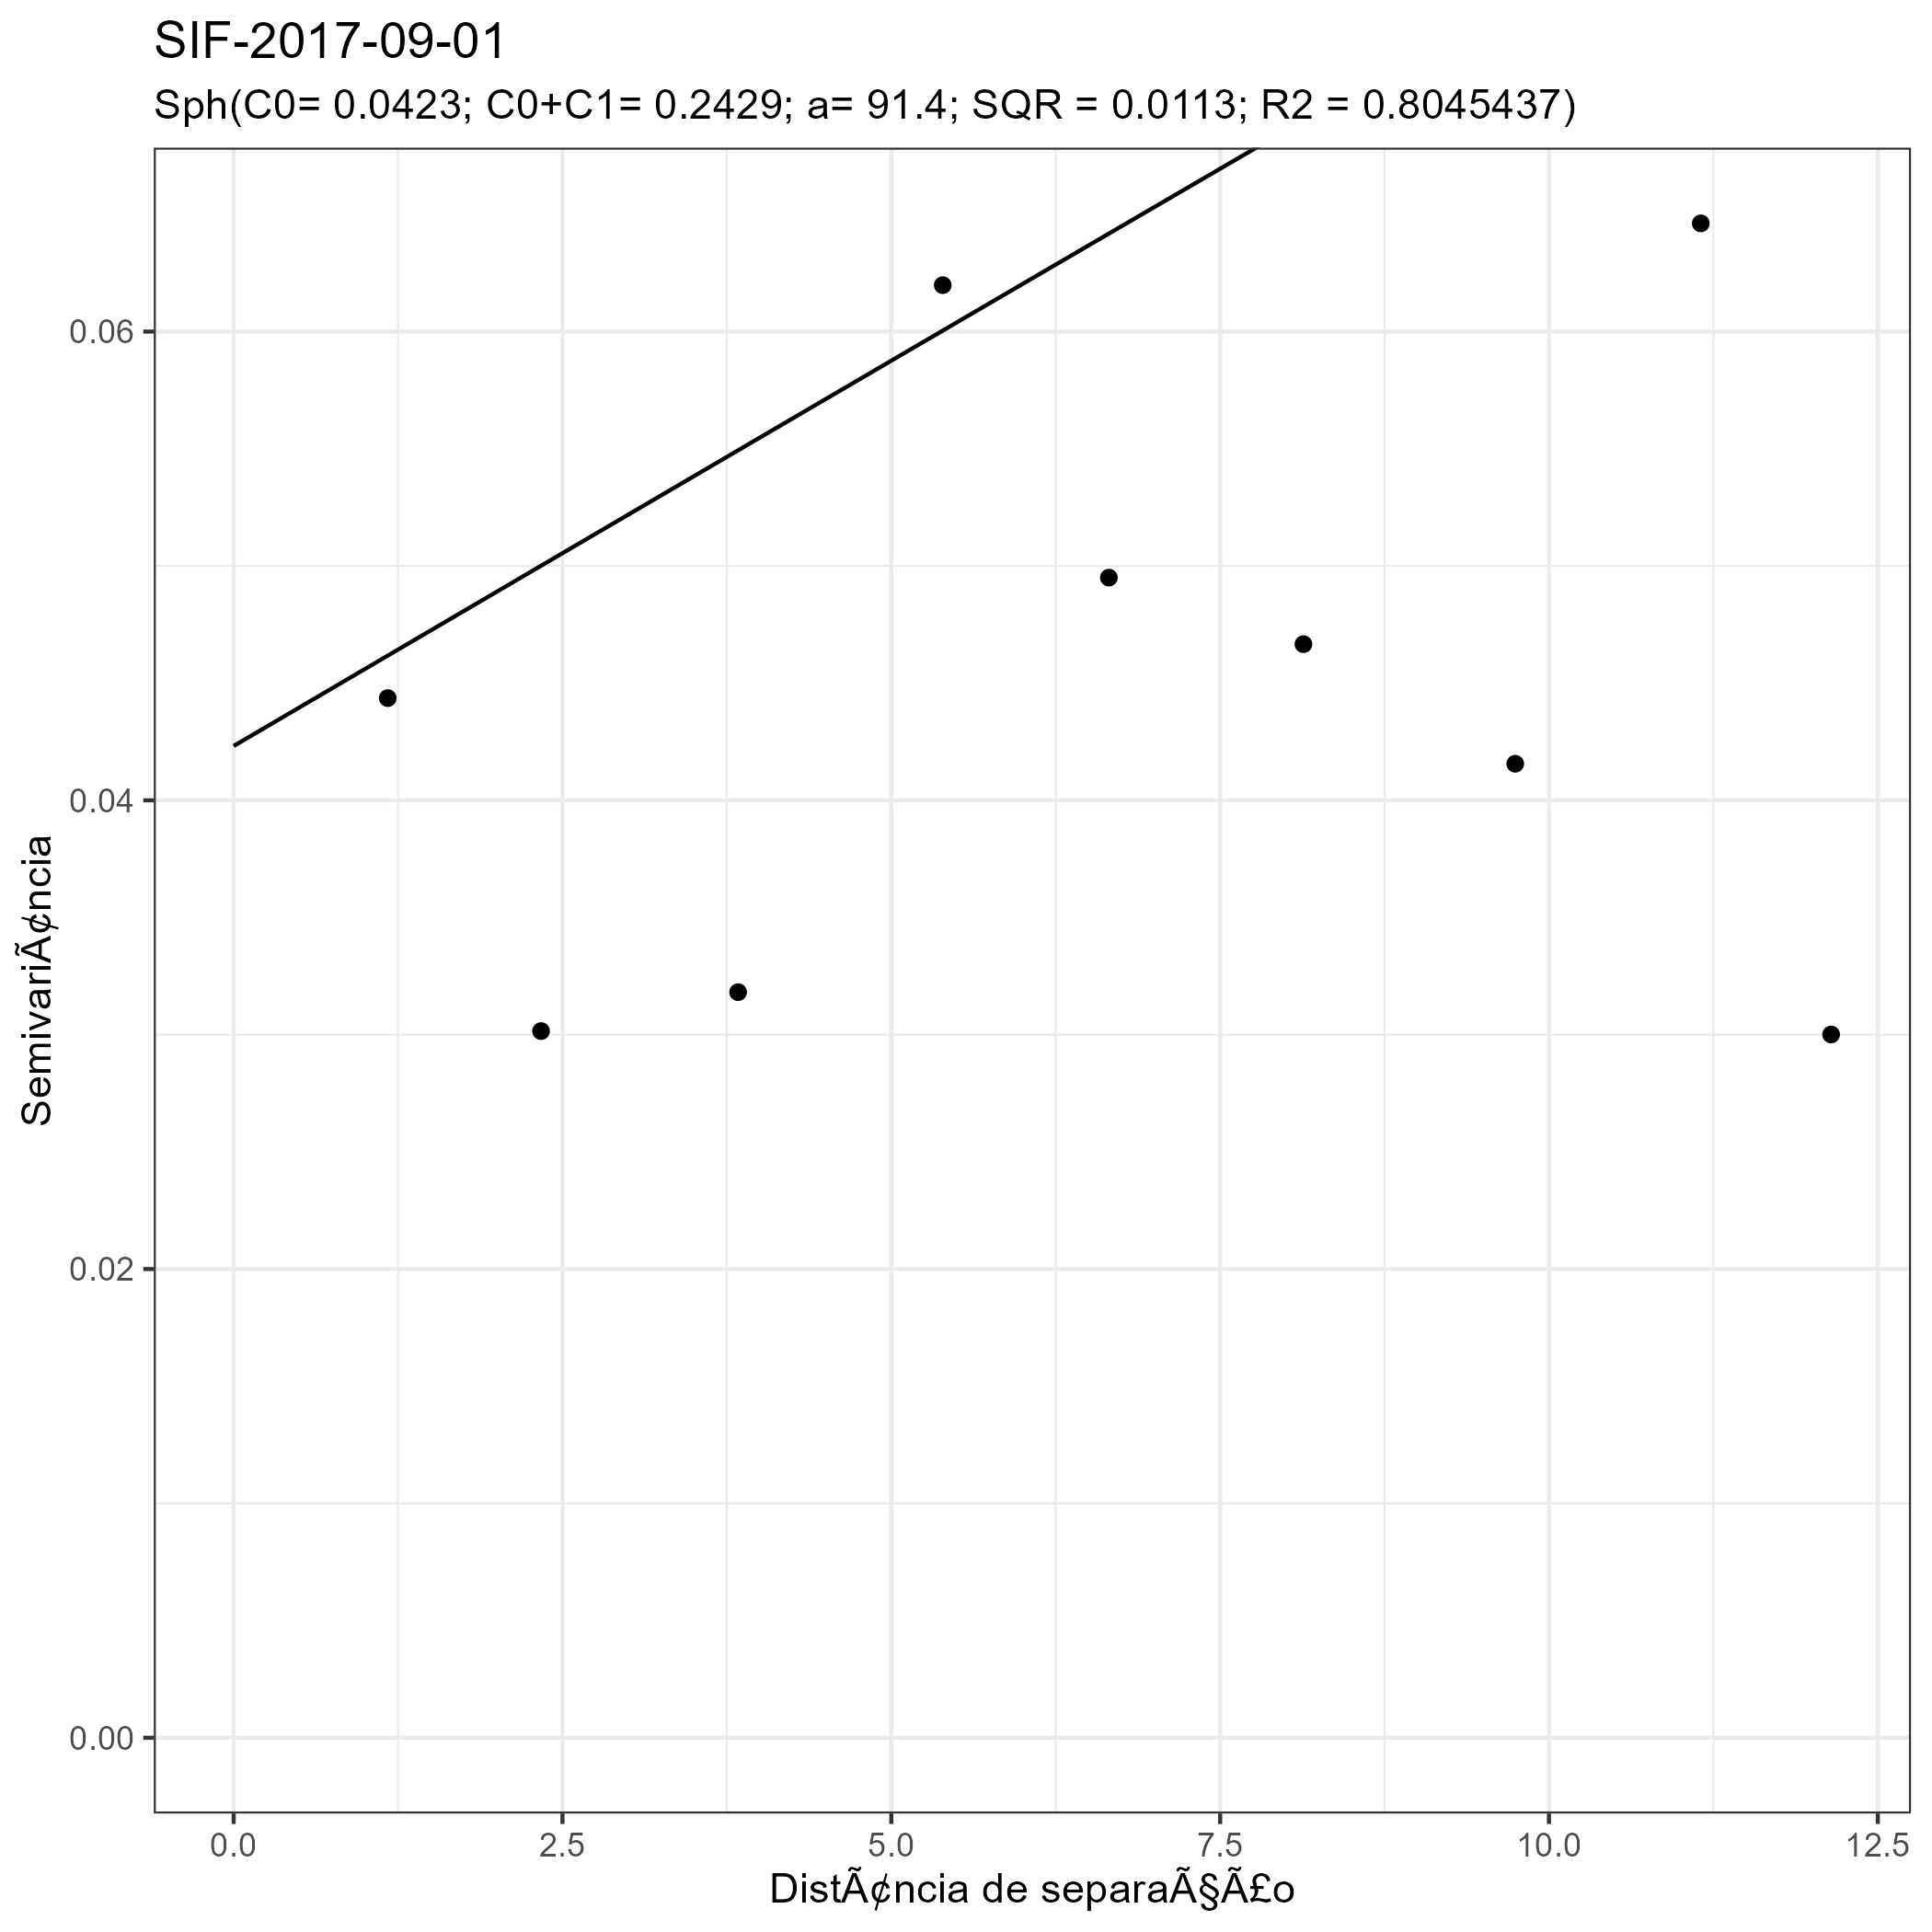 SIF-2017-09-01
Sph(C0= 0.0423; C0+C1= 0.2429; a= 91.4; SQR = 0.0113; R2 = 0.8045437)
0.06
0.04
0.02
0.00
SemivariÃ¢ncia
0.0 2.5 5.0 7.5 10.0 12.5
DistÃ¢ncia de separaÃ§Ã£o